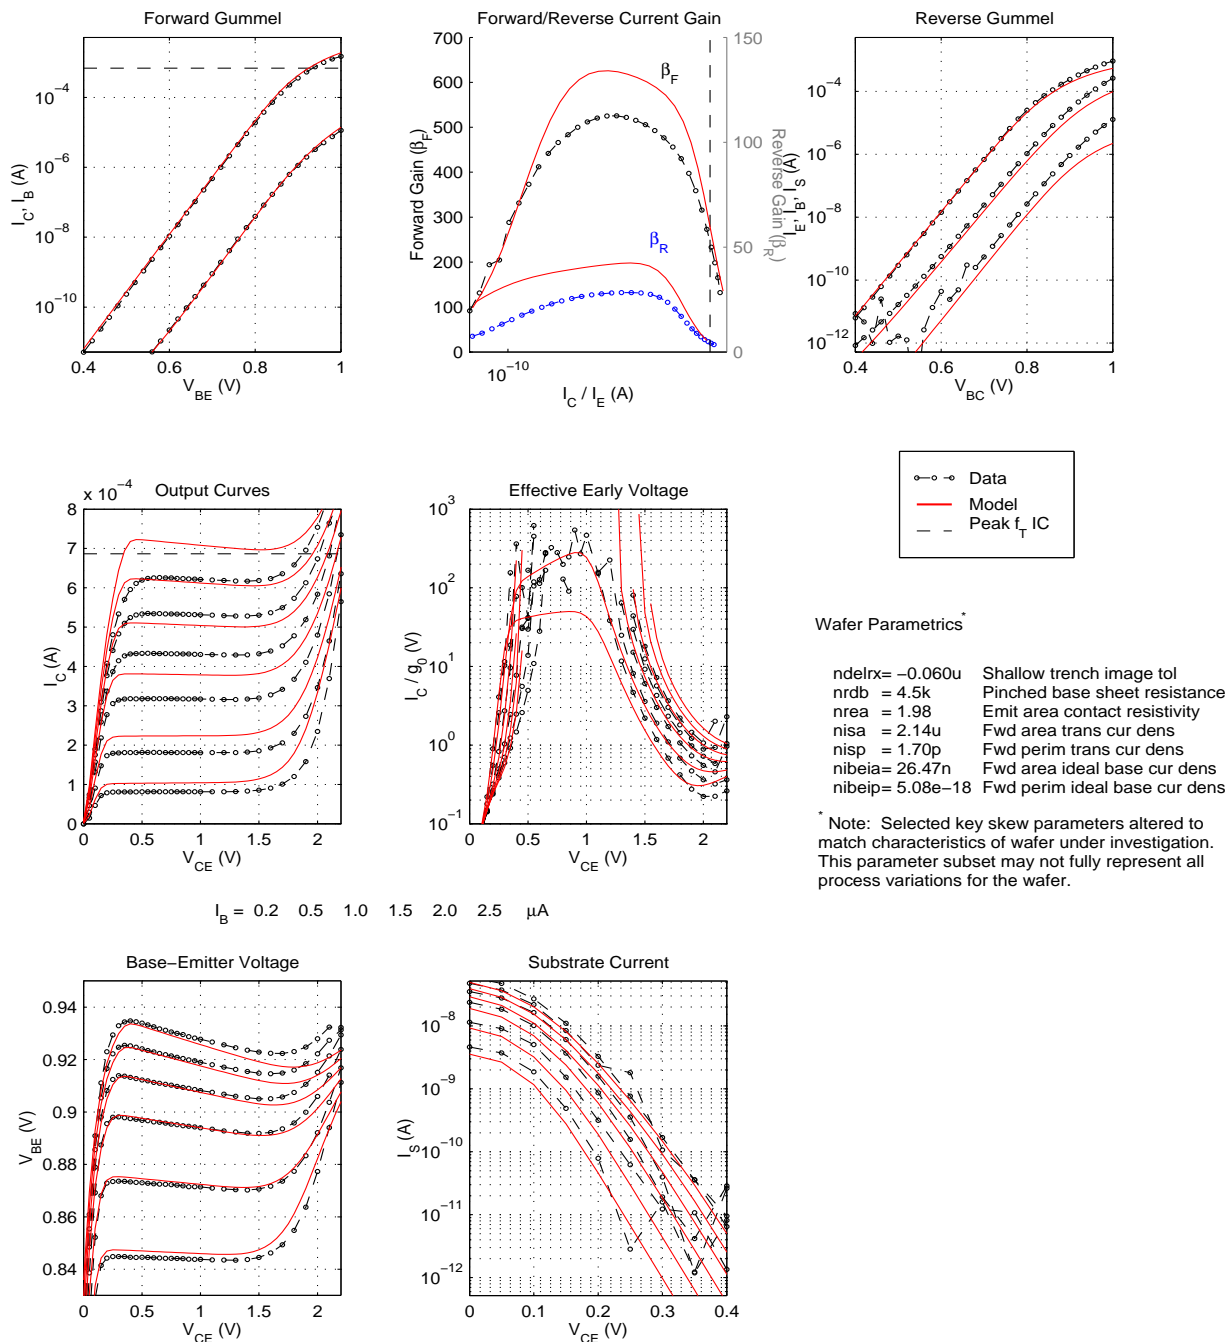 Forward Gummel
Forward/Reverse Current Gain
Reverse Gummel
10^−4
10^−6
10^−8
10^−10
I_C, I_B (A)
0.4 0.6 0.8 1
V_BE (V)
700
600
500
400
300
200
100
0
Forward Gain (β_F)
β_F
β_R
150
100
50
0
Reverse Gain (β_R)
10^−10
I_C / I_E (A)
10^−4
10^−6
10^−8
10^−10
10^−12
I_E, I_B, I_S (A)
0.4 0.6 0.8 1
V_BC (V)
Output Curves
x 10^−4
8
7
6
5
4
3
2
1
0
I_C (A)
0 0.5 1 1.5 2
V_CE (V)
Effective Early Voltage
10^3
10^2
10^1
10^0
10^−1
I_C / g_o (V)
0 0.5 1 1.5 2
V_CE (V)
Data
Model
Peak f_T IC
Wafer Parametrics*
ndelrx= −0.060u Shallow trench image tol
nrdb = 4.5k Pinched base sheet resistance
nrea = 1.98 Emit area contact resistivity
nisa = 2.14u Fwd area trans cur dens
nisp = 1.70p Fwd perim trans cur dens
nibeia= 26.47n Fwd area ideal base cur dens
nibeip= 5.08e−18 Fwd perim ideal base cur dens
* Note: Selected key skew parameters altered to
match characteristics of wafer under investigation.
This parameter subset may not fully represent all
process variations for the wafer.
I_B = 0.2 0.5 1.0 1.5 2.0 2.5 μA
Base−Emitter Voltage
0.94
0.92
0.9
0.88
0.86
0.84
V_BE (V)
0 0.5 1 1.5 2
V_CE (V)
Substrate Current
10^−8
10^−9
10^−10
10^−11
10^−12
I_S (A)
0 0.1 0.2 0.3 0.4
V_CE (V)